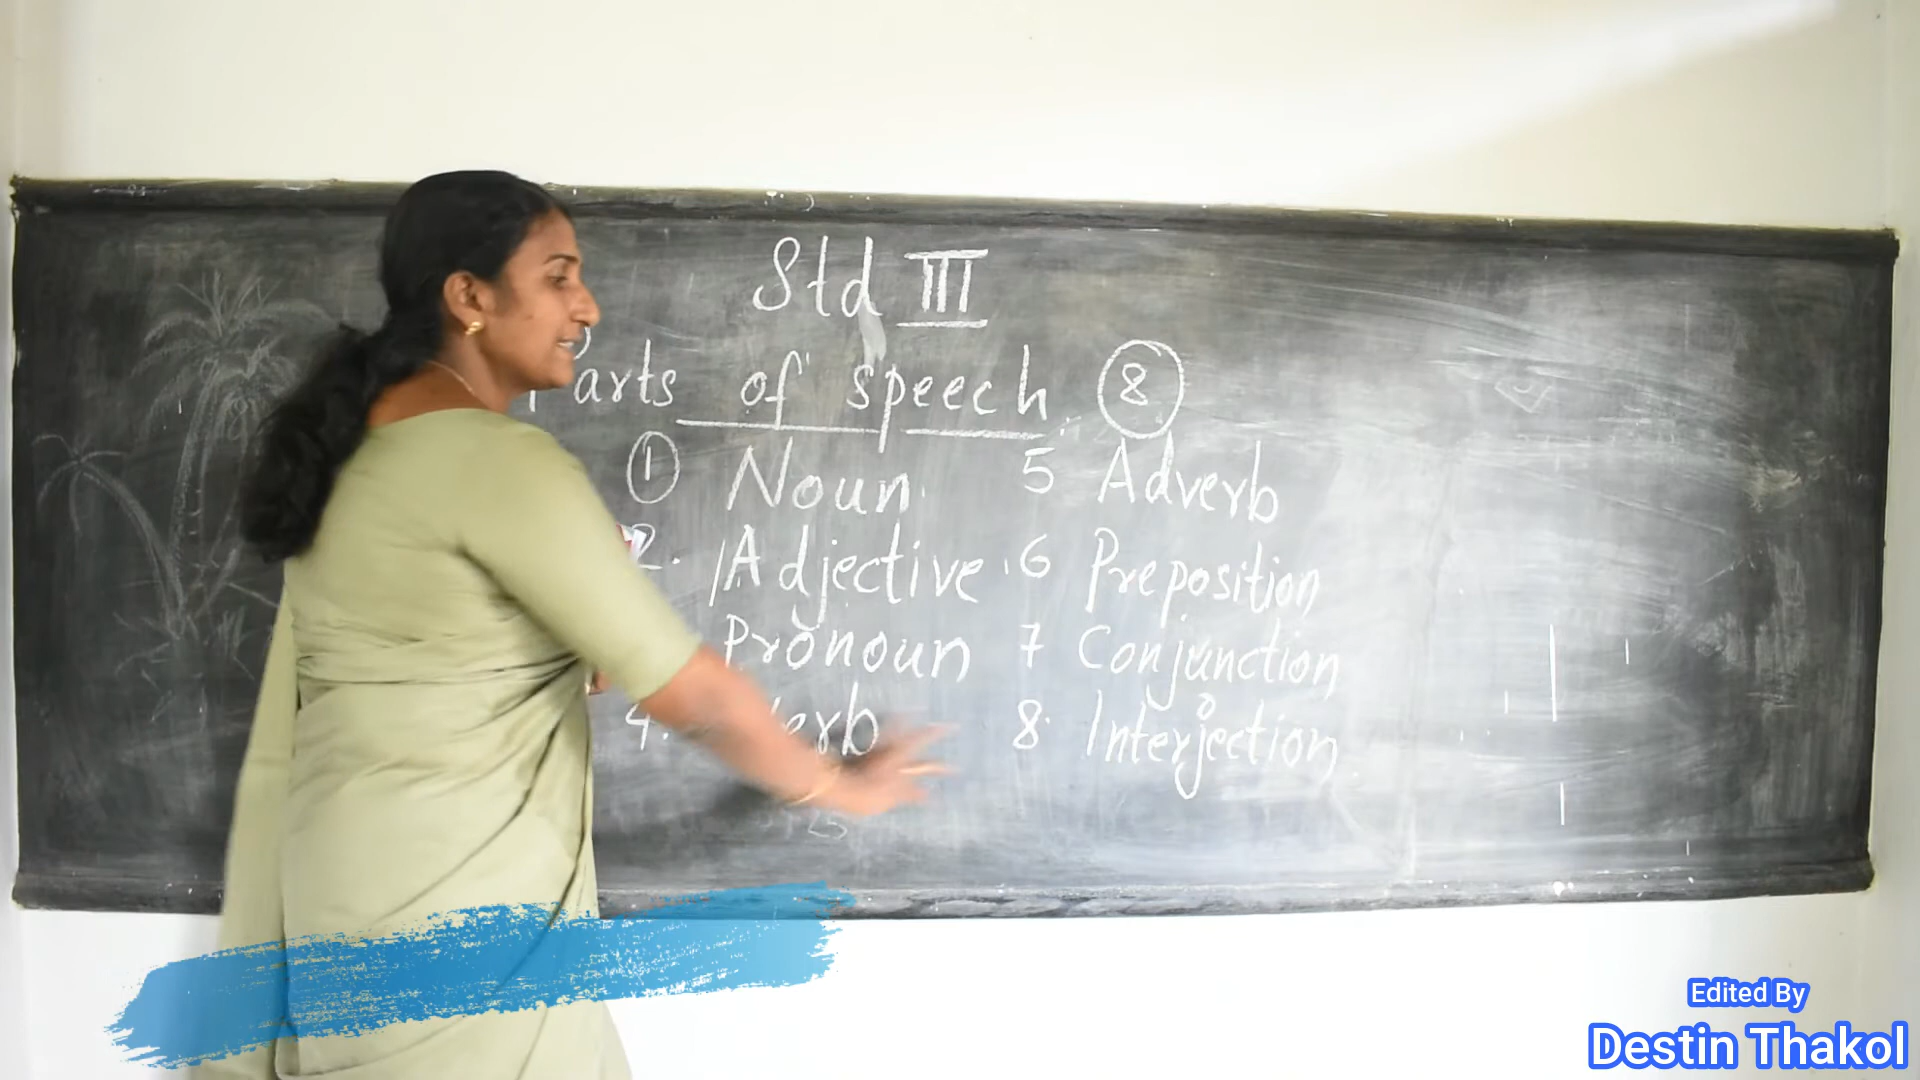 Std III
Parts of speech. 8
1 Noun. 5 Adverb
2. Adjective. 6 Preposition
Pronoun 7 Conjunction
4. Verb 8. Interjection
Edited By
Destin Thakol